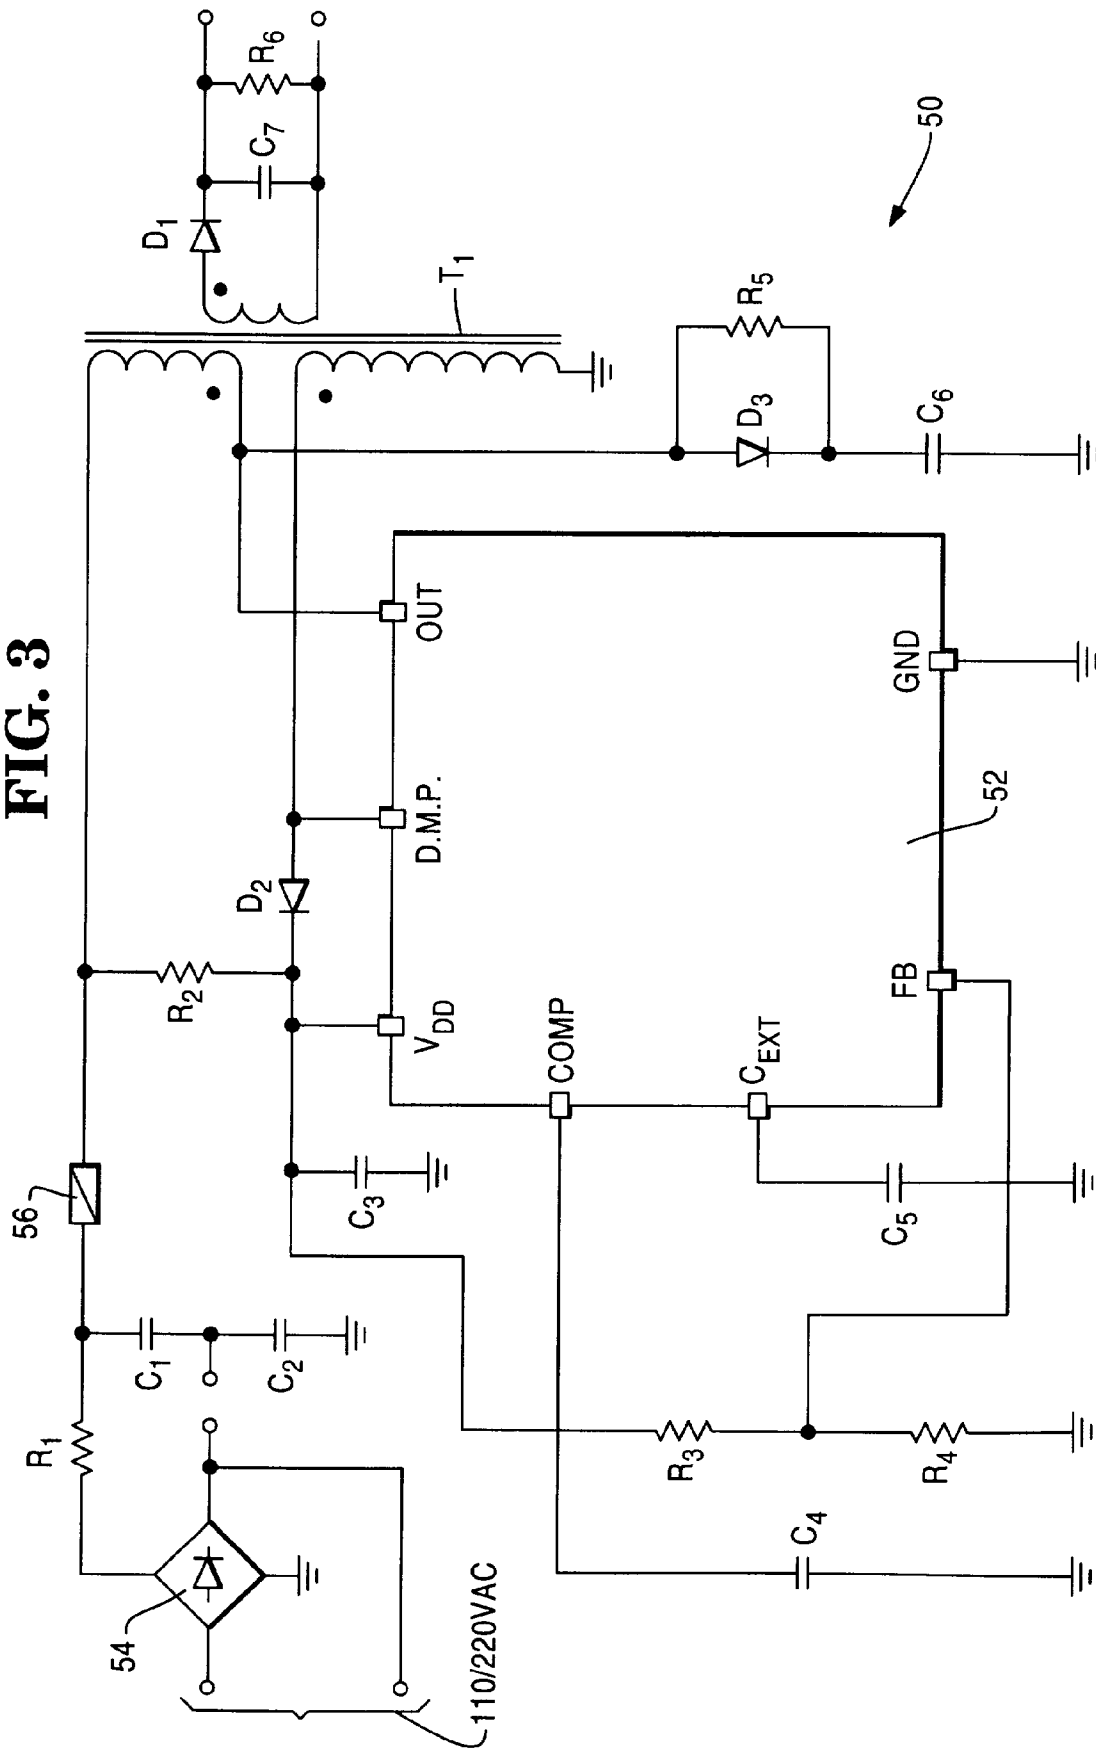 FIG. 3
54
110/220VAC
R1
C1
C2
56
R2
C3
D2
VDD
D.M.P.
OUT
COMP
CEXT
FB
GND
52
R3
R4
C4
C5
T1
D1
C7
R6
D3
R5
C6
50